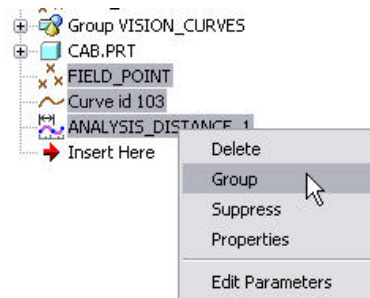 Group VISION_CURVES
CAB.PRT
FIELD_POINT
Curve id 103
ANALYSIS_DISTANCE_1
Insert Here
Delete
Group
Suppress
Properties
Edit Parameters